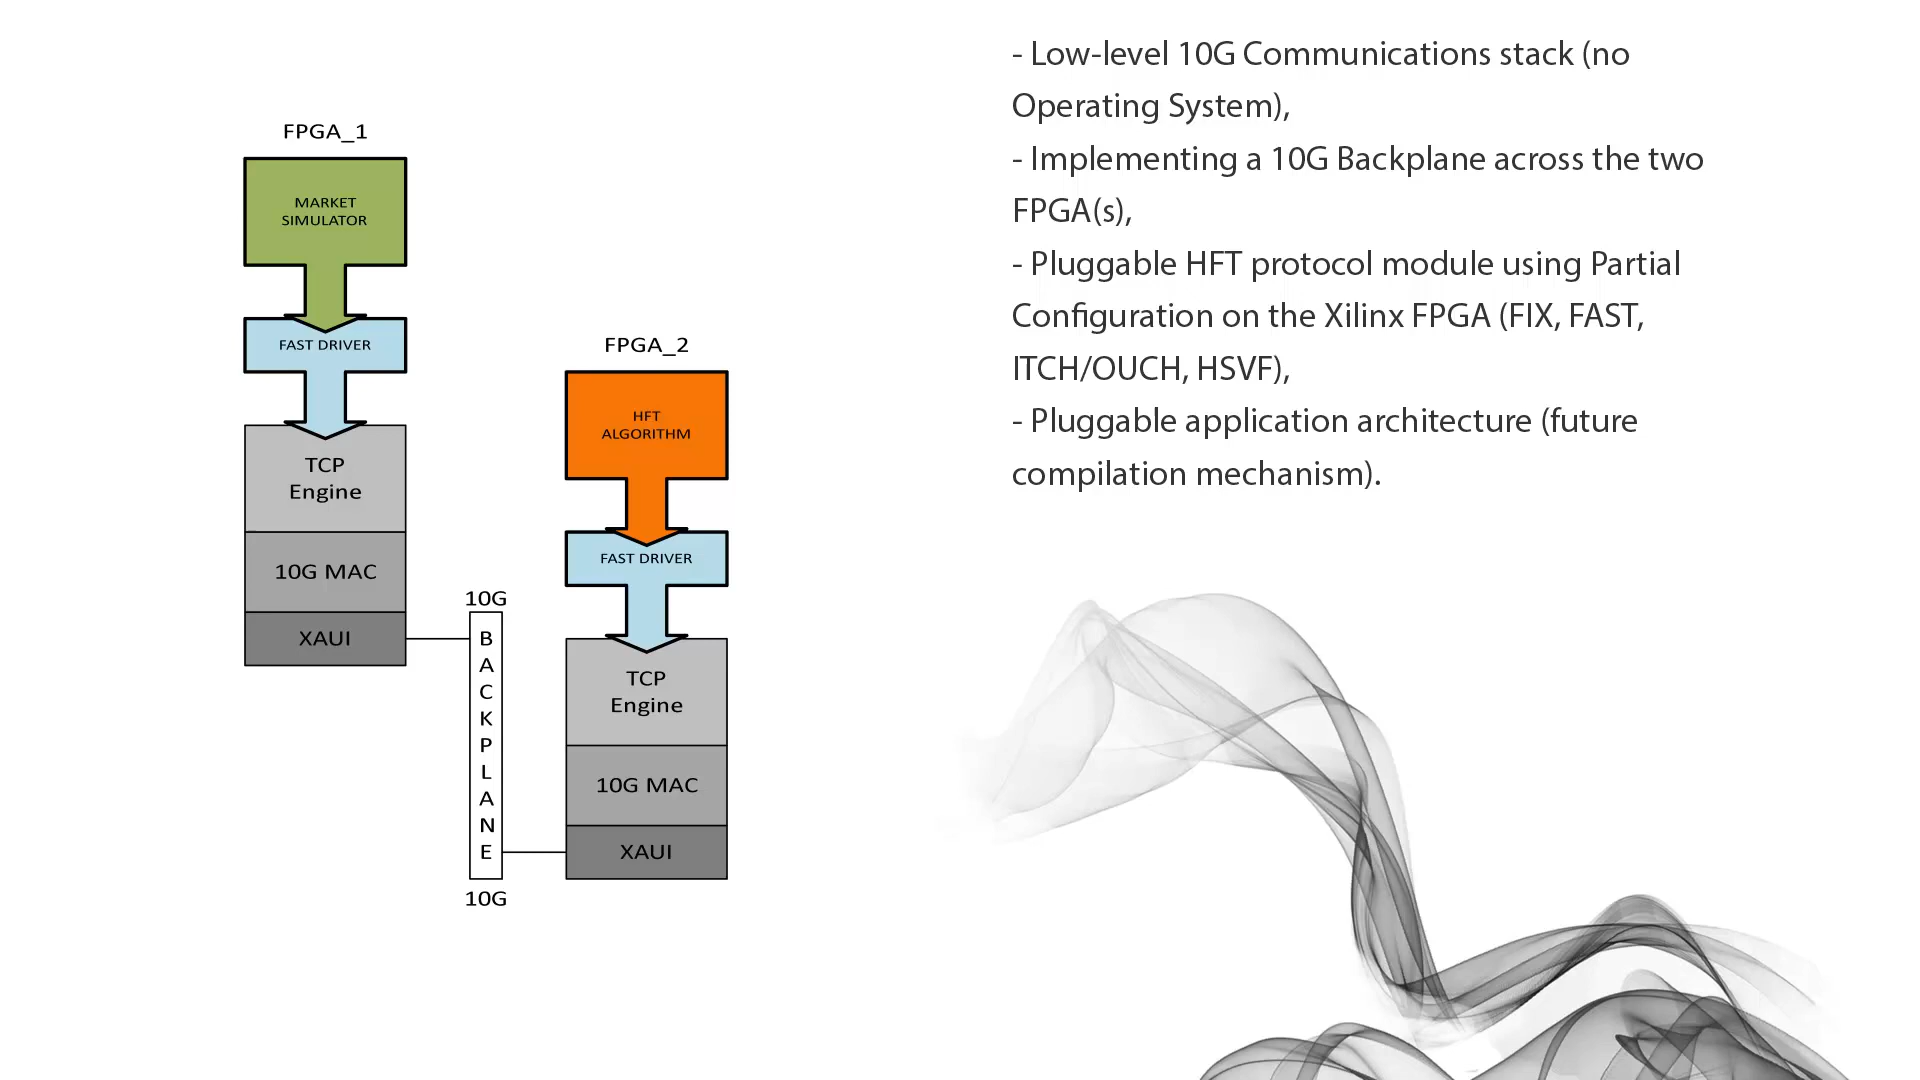 FPGA_1
MARKET
SIMULATOR
FAST DRIVER
TCP
Engine
10G MAC
XAUI
10G
B
A
C
K
P
L
A
N
E
10G
FPGA_2
HFT
ALGORITHM
FAST DRIVER
TCP
Engine
10G MAC
XAUI
- Low-level 10G Communications stack (no
Operating System),
- Implementing a 10G Backplane across the two
FPGA(s),
- Pluggable HFT protocol module using Partial
Configuration on the Xilinx FPGA (FIX, FAST,
ITCH/OUCH, HSVF),
- Pluggable application architecture (future
compilation mechanism).